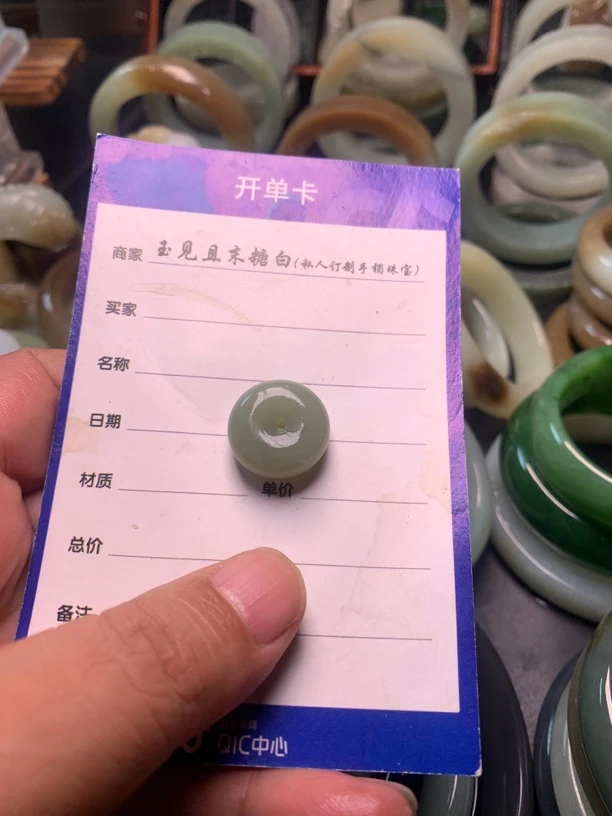 开单卡
商家 玉见且末糖白(私人订制手镯珠宝)
买家
名称
日期
材质
单价
总价
备注
QIC中心